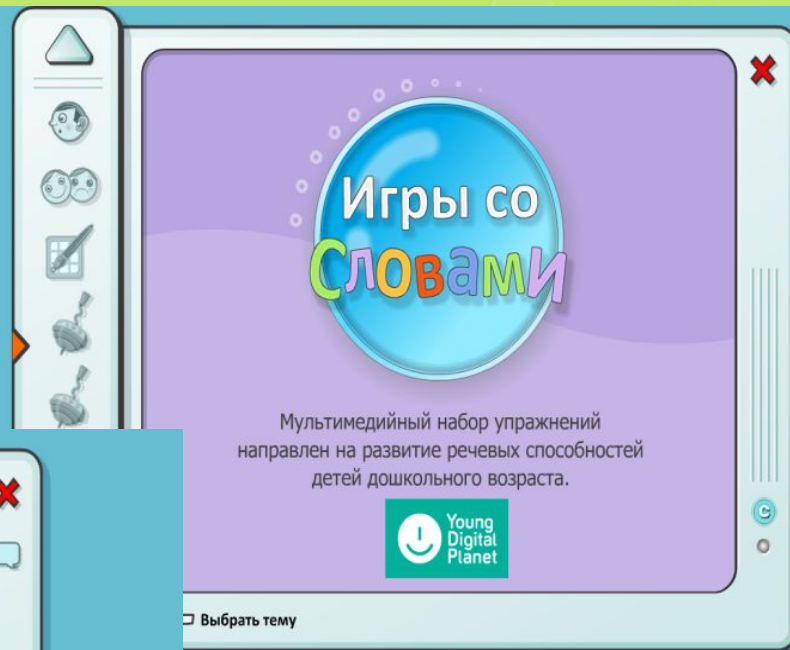 Игры со
Словами
Мультимедийный набор упражнений
направлен на развитие речевых способностей
детей дошкольного возраста.
Young
Digital
Planet
C
Выбрать тему